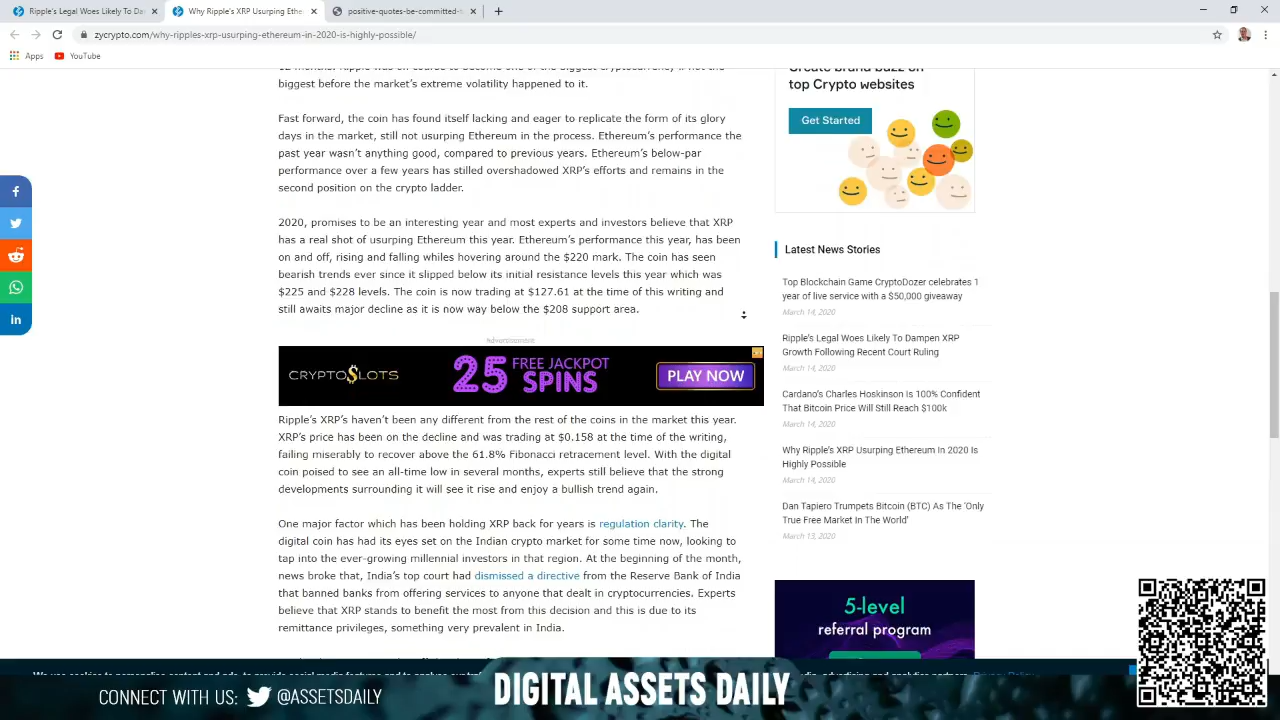 Ripple's Legal Woes Likely To Da
Why Ripple's XRP Usurping Ether
positive-quotes-be-committed-t
zycrypto.com/why-ripples-xrp-usurping-ethereum-in-2020-is-highly-possible/
Apps
YouTube
biggest before the market's extreme volatility happened to it.
Fast forward, the coin has found itself lacking and eager to replicate the form of its glory
days in the market, still not usurping Ethereum in the process. Ethereum's performance the
past year wasn't anything good, compared to previous years. Ethereum's below-par
performance over a few years has stilled overshadowed XRP's efforts and remains in the
second position on the crypto ladder.
2020, promises to be an interesting year and most experts and investors believe that XRP
has a real shot of usurping Ethereum this year. Ethereum's performance this year, has been
on and off, rising and falling whiles hovering around the $220 mark. The coin has seen
bearish trends ever since it slipped below its initial resistance levels this year which was
$225 and $228 levels. The coin is now trading at $127.61 at the time of this writing and
still awaits major decline as it is now way below the $208 support area.
Advertisement
CRYPTOSLOTS
25 FREE JACKPOT
SPINS
PLAY NOW
Ripple's XRP's haven't been any different from the rest of the coins in the market this year.
XRP's price has been on the decline and was trading at $0.158 at the time of the writing,
failing miserably to recover above the 61.8% Fibonacci retracement level. With the digital
coin poised to see an all-time low in several months, experts still believe that the strong
developments surrounding it will see it rise and enjoy a bullish trend again.
One major factor which has been holding XRP back for years is regulation clarity. The
digital coin has had its eyes set on the Indian crypto market for some time now, looking to
tap into the ever-growing millennial investors in that region. At the beginning of the month,
news broke that, India's top court had dismissed a directive from the Reserve Bank of India
that banned banks from offering services to anyone that dealt in cryptocurrencies. Experts
believe that XRP stands to benefit the most from this decision and this is due to its
remittance privileges, something very prevalent in India.
Create brand buzz on
top Crypto websites
Get Started
Latest News Stories
Top Blockchain Game CryptoDozer celebrates 1
year of live service with a $50,000 giveaway
March 14, 2020
Ripple's Legal Woes Likely To Dampen XRP
Growth Following Recent Court Ruling
March 14, 2020
Cardano's Charles Hoskinson Is 100% Confident
That Bitcoin Price Will Still Reach $100k
March 14, 2020
Why Ripple's XRP Usurping Ethereum In 2020 Is
Highly Possible
March 14, 2020
Dan Tapiero Trumpets Bitcoin (BTC) As The 'Only
True Free Market In The World'
March 13, 2020
5-level
referral program
CONNECT WITH US: @ASSETSDAILY
DIGITAL ASSETS DAILY